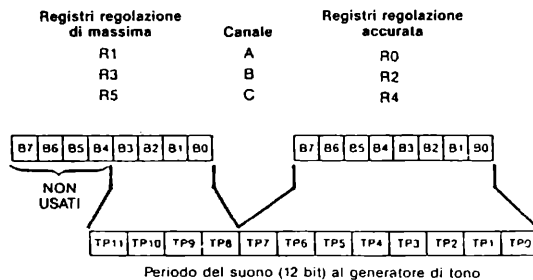 Registri regolazione di massima
Canale
Registri regolazione accurata
R1 A R0
R3 B R2
R5 C R4
B7 B6 B5 B4 B3 B2 B1 B0
B7 B6 B5 B4 B3 B2 B1 B0
NON USATI
TP11 TP10 TP9 TP8 TP7 TP6 TP5 TP4 TP3 TP2 TP1 TP0
Periodo del suono (12 bit) al generatore di tono